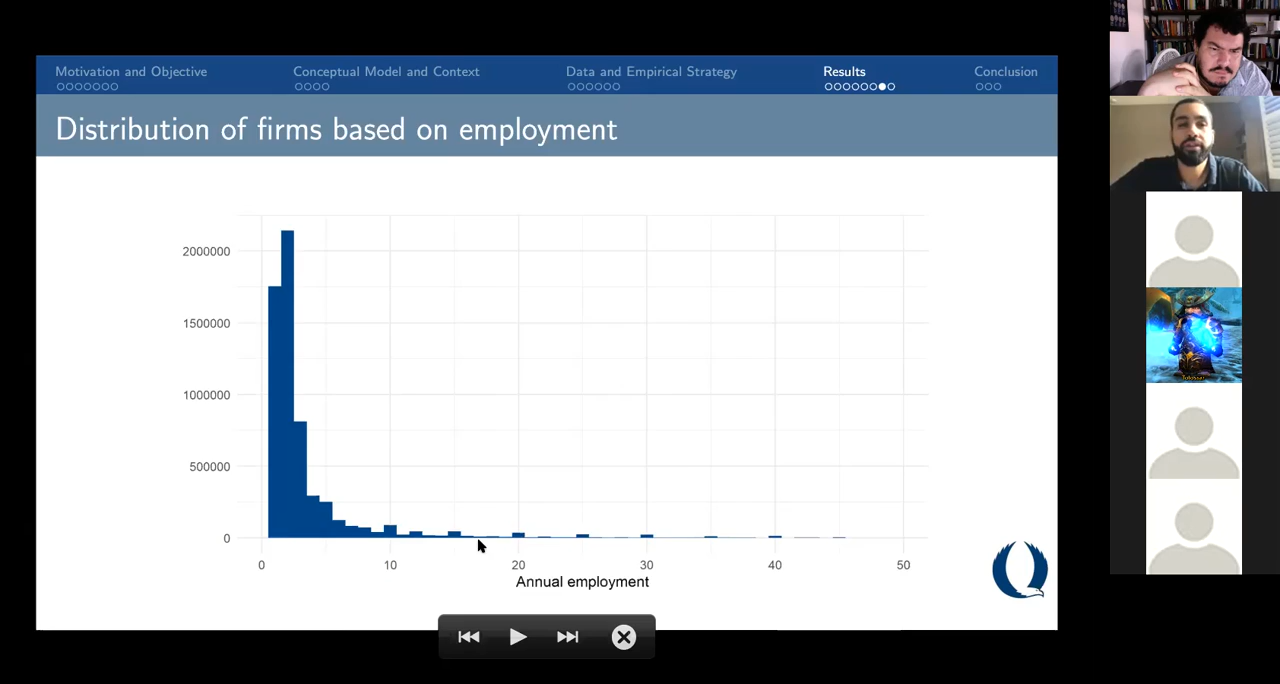 Motivation and Objective
Conceptual Model and Context
Data and Empirical Strategy
Results
Conclusion
Distribution of firms based on employment
2000000
1500000
1000000
500000
0
0 10 20 30 40 50
Annual employment